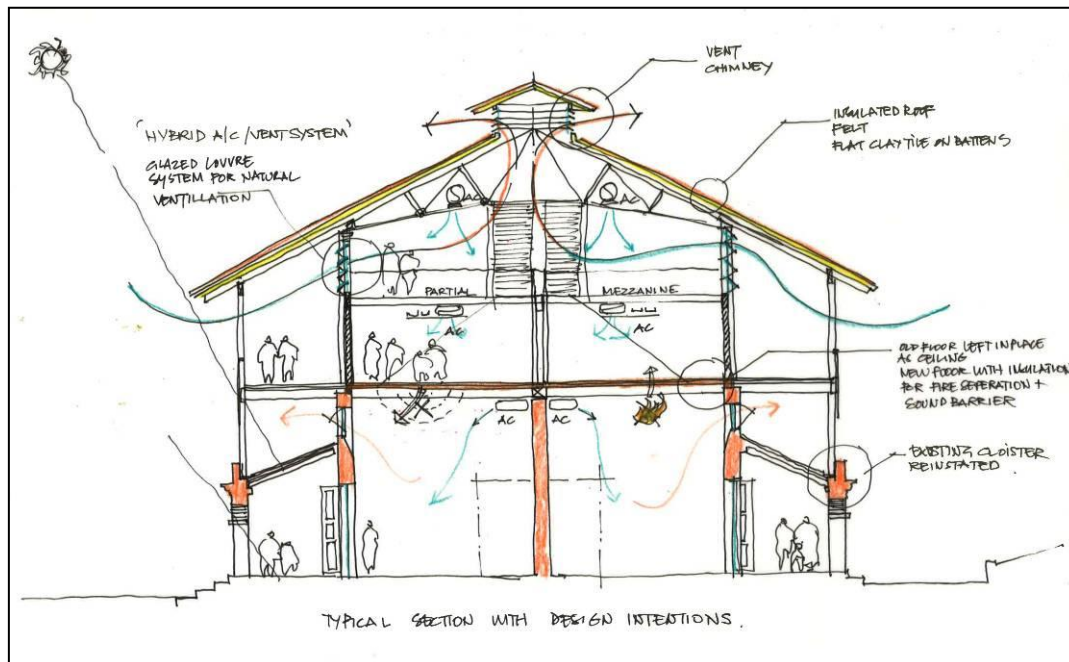 VENT
CHIMNEY
'HYBRID A/C/VENT SYSTEM'
GLAZED LOUVRE
SYSTEM FOR NATURAL
VENTILLATION
INSULATED ROOF
FELT
FLAT CLAY TILE ON BATTENS
AC
AC
PARTIAL
MEZZANINE
AC
AC
OLD FLOOR LEFT IN PLACE
AS CEILING
NEW FLOOR WITH INSULATION
FOR FIRE SEPERATION +
SOUND BARRIER
AC
AC
EXISTING CLOISTER
REINSTATED
TYPICAL SECTION WITH DESIGN INTENTIONS.